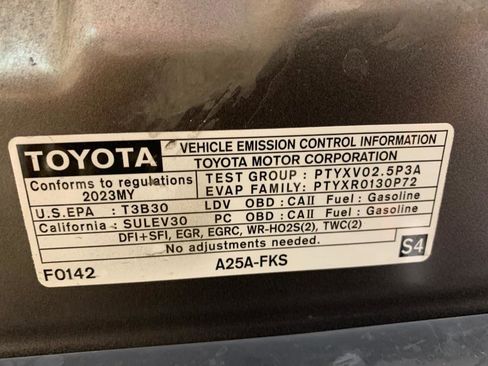 TOYOTA
VEHICLE EMISSION CONTROL INFORMATION
TOYOTA MOTOR CORPORATION
Conforms to regulations
2023MY
TEST GROUP : PTYXV02.5P3A
EVAP FAMILY: PTYXR0130P72
U.S.EPA : T3B30 LDV OBD : CAII Fuel : Gasoline
California : SULEV30 PC OBD : CAII Fuel : Gasoline
DFI+SFI, EGR, EGRC, WR-HO2S(2), TWC(2)
No adjustments needed.
F0142
A25A-FKS
S4